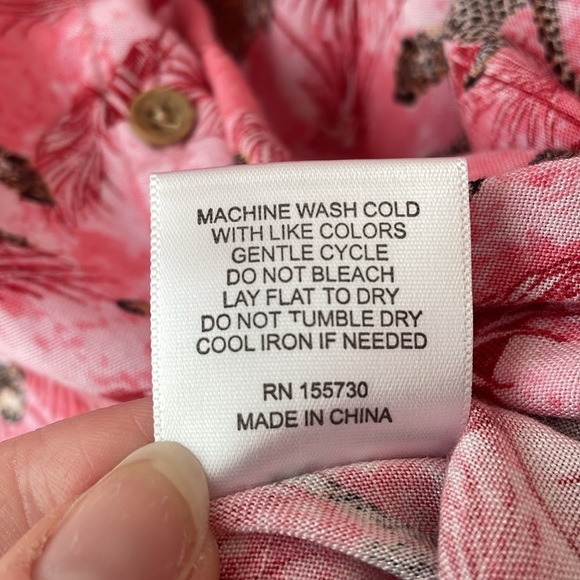 MACHINE WASH COLD
WITH LIKE COLORS
GENTLE CYCLE
DO NOT BLEACH
LAY FLAT TO DRY
DO NOT TUMBLE DRY
COOL IRON IF NEEDED
RN 155730
MADE IN CHINA